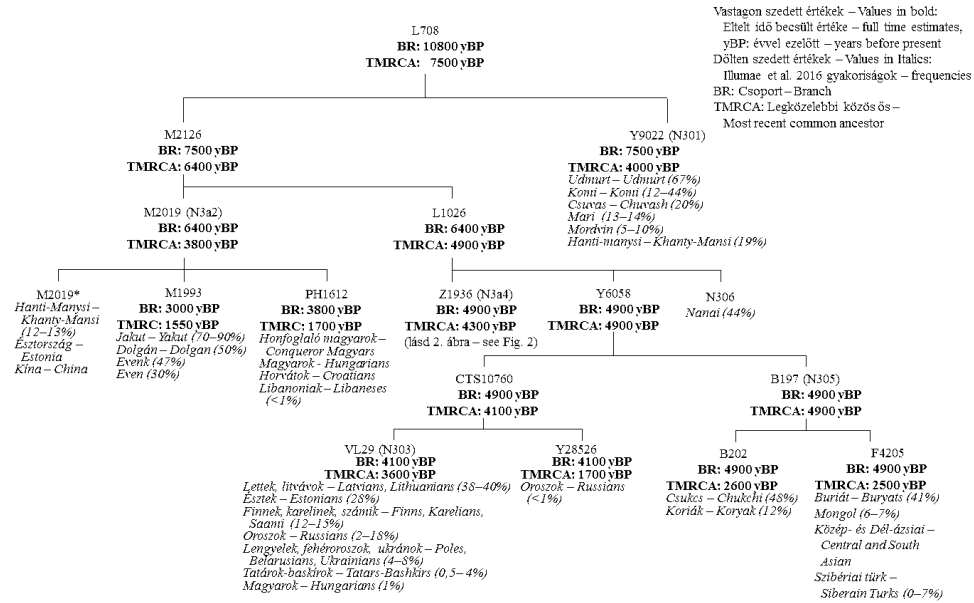 Vastagon szedett értékek – Values in bold:
Eltelt idő becsült értéke – full time estimates,
yBP: évvel ezelőtt – years before present
Dőlten szedett értékek – Values in Italics:
Illumae et al. 2016 gyakoriságok – frequencies
BR: Csoport – Branch
TMRCA: Legközelebbi közös ős –
Most recent common ancestor
L708
BR: 10800 yBP
TMRCA: 7500 yBP
M2126
BR: 7500 yBP
TMRCA: 6400 yBP
Y9022 (N301)
BR: 7500 yBP
TMRCA: 4000 yBP
Udmurt – Udmurt (67%)
Komi – Komi (12–44%)
Csuvas – Chuvash (20%)
Mari (13–14%)
Mordvin (5–10%)
Hanti-manysi – Khanty-Mansi (19%)
M2019 (N3a2)
BR: 6400 yBP
TMRCA: 3800 yBP
L1026
BR: 6400 yBP
TMRCA: 4900 yBP
M2019*
Hanti-Manysi –
Khanty-Mansi
(12–13%)
Észtország –
Estonia
Kína – China
M1993
BR: 3000 yBP
TMRC: 1550 yBP
Jakut – Yakut (70–90%)
Dolgán – Dolgan (50%)
Evenk (47%)
Even (30%)
PH1612
BR: 3800 yBP
TMRC: 1700 yBP
Honfoglaló magyarok –
Conqueror Magyars
Magyarok - Hungarians
Horvátok – Croatians
Libanoniak – Libaneses
(<1%)
Z1936 (N3a4)
BR: 4900 yBP
TMRCA: 4300 yBP
(lásd 2. ábra – see Fig. 2)
Y6058
BR: 4900 yBP
TMRCA: 4900 yBP
N306
Nanai (44%)
CTS10760
BR: 4900 yBP
TMRCA: 4100 yBP
B197 (N305)
BR: 4900 yBP
TMRCA: 4900 yBP
VL29 (N303)
BR: 4100 yBP
TMRCA: 3600 yBP
Lettek, litvávok – Latvians, Lithuanians (38–40%)
Észtek – Estonians (28%)
Finnek, karelinek, számik – Finns, Karelians,
Saami (12–15%)
Oroszok – Russians (2–18%)
Lengyelek, fehéroroszok, ukránok – Poles,
Belarusians, Ukrainians (4–8%)
Tatárok-baskírok – Tatars-Bashkirs (0,5–4%)
Magyarok – Hungarians (1%)
Y28526
BR: 4100 yBP
TMRCA: 1700 yBP
Oroszok – Russians
(<1%)
B202
BR: 4900 yBP
TMRCA: 2600 yBP
Csukcs – Chukchi (48%)
Koriák – Koryak (12%)
F4205
BR: 4900 yBP
TMRCA: 2500 yBP
Buriát – Buryats (41%)
Mongol (6–7%)
Közép- és Dél-ázsiai –
Central and South
Asian
Szibériai türk –
Siberain Turks (0–7%)